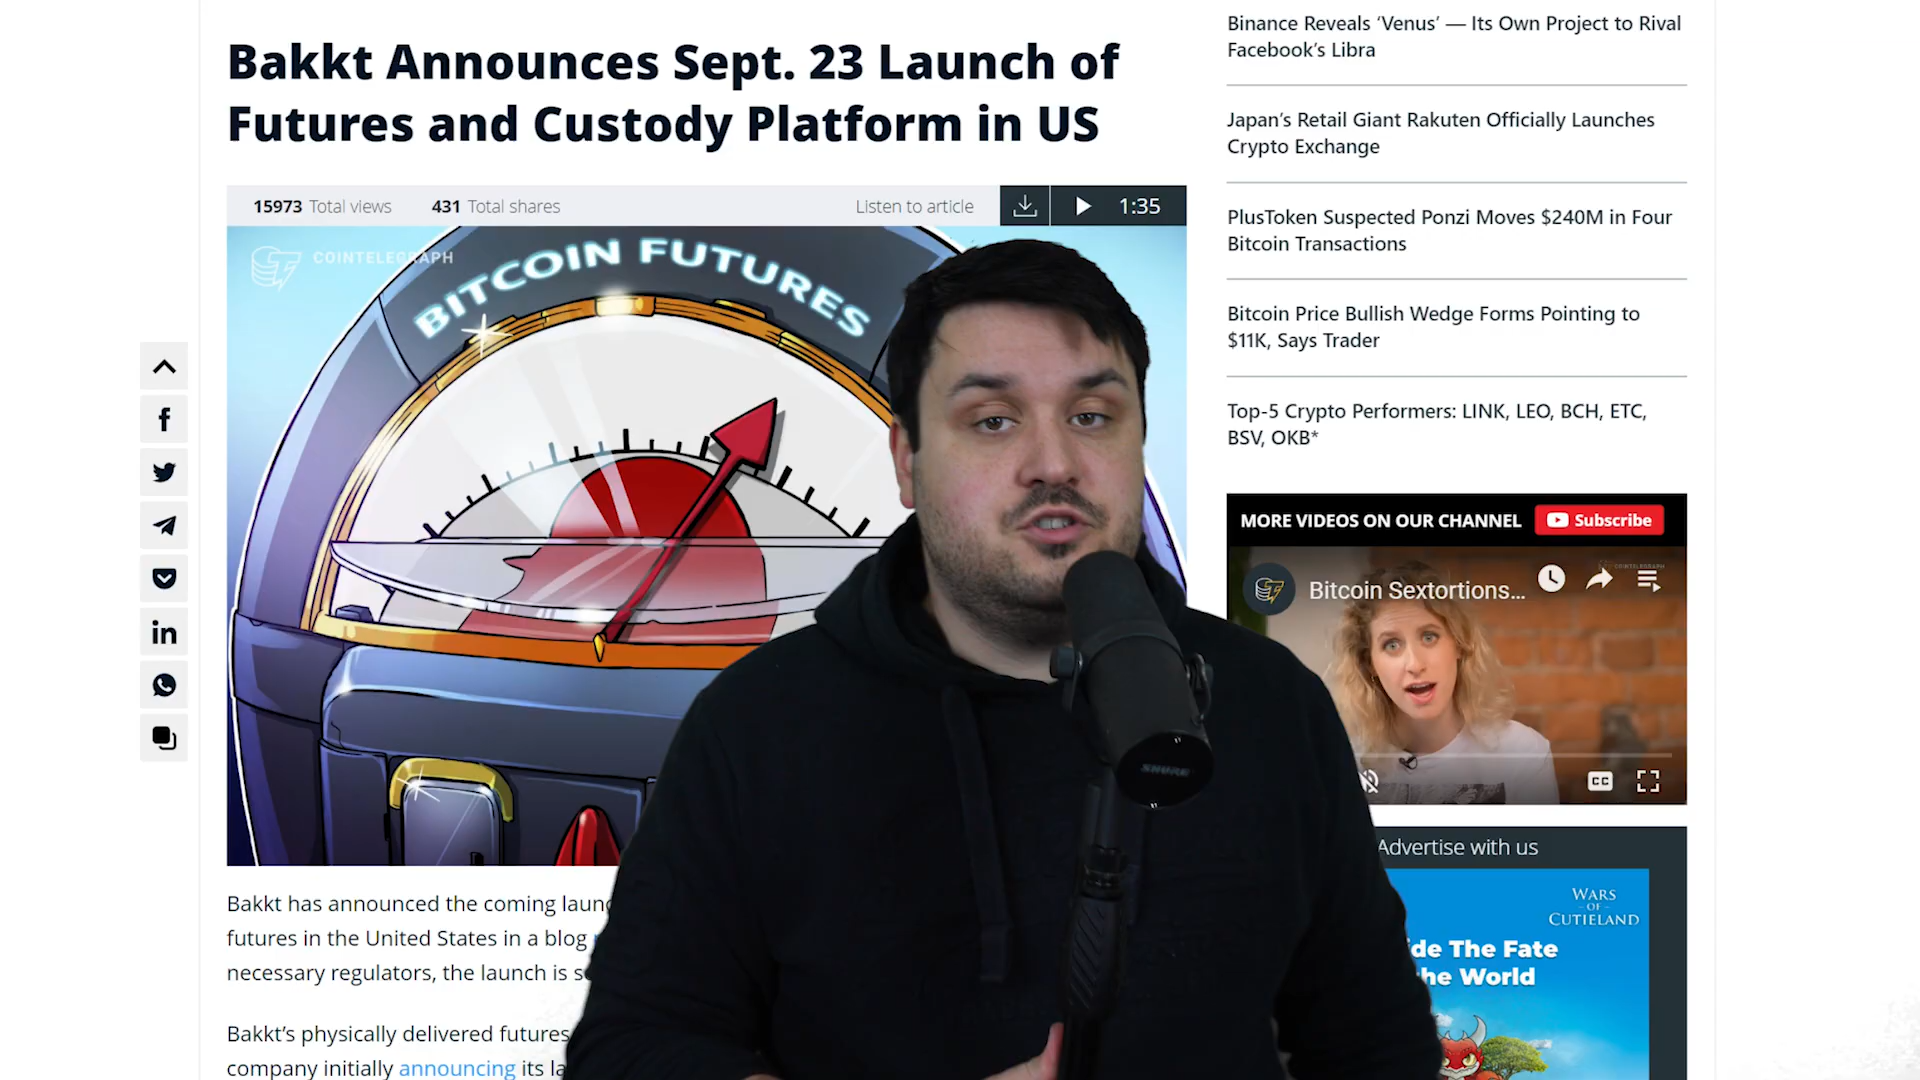 Bakkt Announces Sept. 23 Launch of
Futures and Custody Platform in US
15973 Total views 431 Total shares Listen to article 1:35
COINTELEGRAPH
BITCOIN FUTURES
Bakkt has announced the coming
futures in the United States in a blog
necessary regulators, the launch is
Bakkt's physically delivered futures
company initially announcing its
SHURE
Binance Reveals ‘Venus’ — Its Own Project to Rival
Facebook’s Libra
Japan’s Retail Giant Rakuten Officially Launches
Crypto Exchange
PlusToken Suspected Ponzi Moves $240M in Four
Bitcoin Transactions
Bitcoin Price Bullish Wedge Forms Pointing to
$11K, Says Trader
Top-5 Crypto Performers: LINK, LEO, BCH, ETC,
BSV, OKB*
MORE VIDEOS ON OUR CHANNEL Subscribe
Bitcoin Sextortions...
CC
Advertise with us
WARS
OF
CUTIELAND
The Fate
World